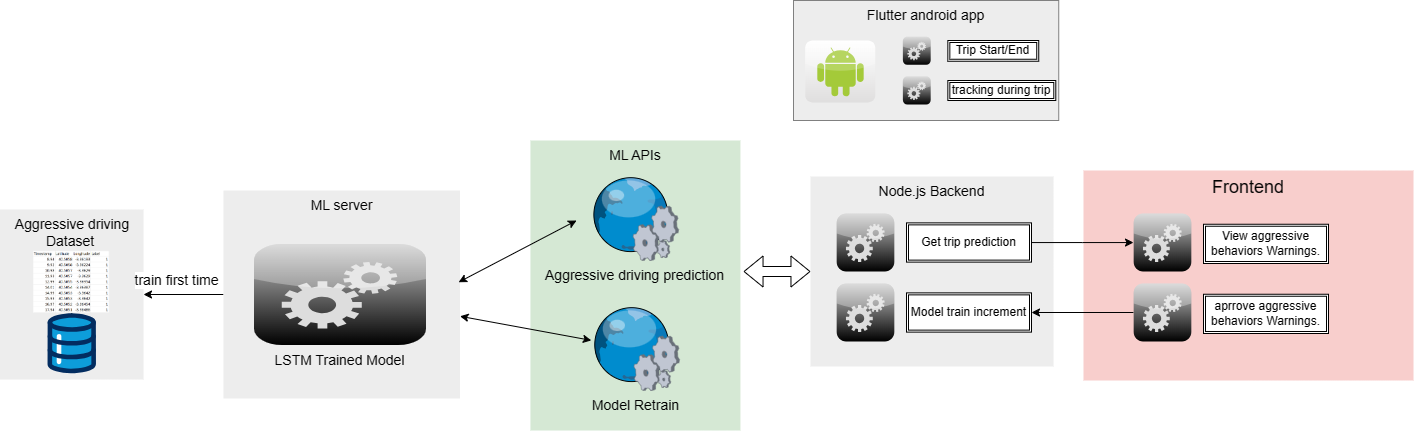 Flutter android app
Trip Start/End
tracking during trip
ML APIs
Aggressive driving prediction
Model Retrain
ML server
LSTM Trained Model
Aggressive driving
Dataset
train first time
Node.js Backend
Get trip prediction
Model train increment
Frontend
View aggressive
behaviors Warnings.
aprrove aggressive
behaviors Warnings.